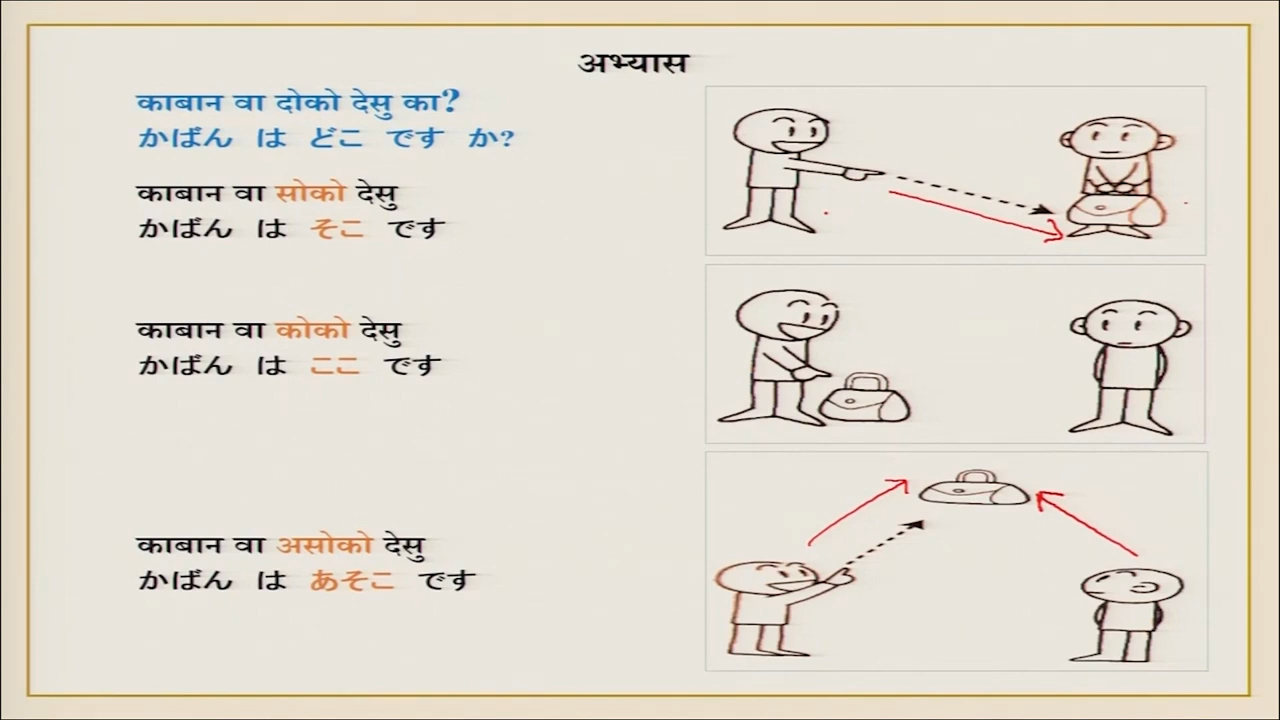 अभ्यास
काबान वा दोको देसु का?
かばん は どこ です か?
काबान वा सोको देसु
かばん は そこ です
काबान वा कोको देसु
かばん は ここ です
काबान वा असोको देसु
かばん は あそこ です